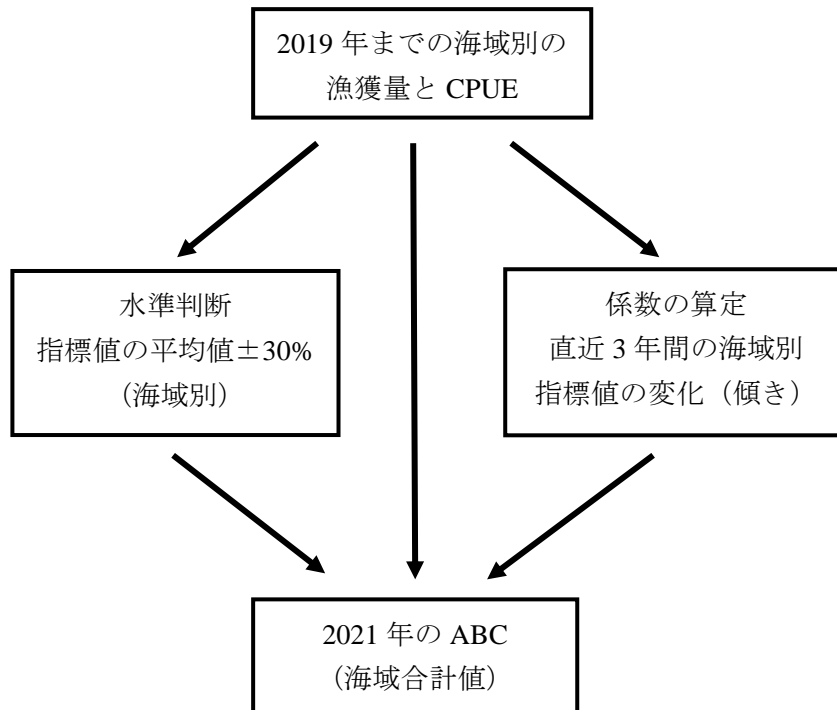 2019 年までの海域別の
漁獲量と CPUE
水準判断
指標値の平均値±30%
（海域別）
係数の算定
直近 3 年間の海域別
指標値の変化（傾き）
2021 年の ABC
（海域合計値）